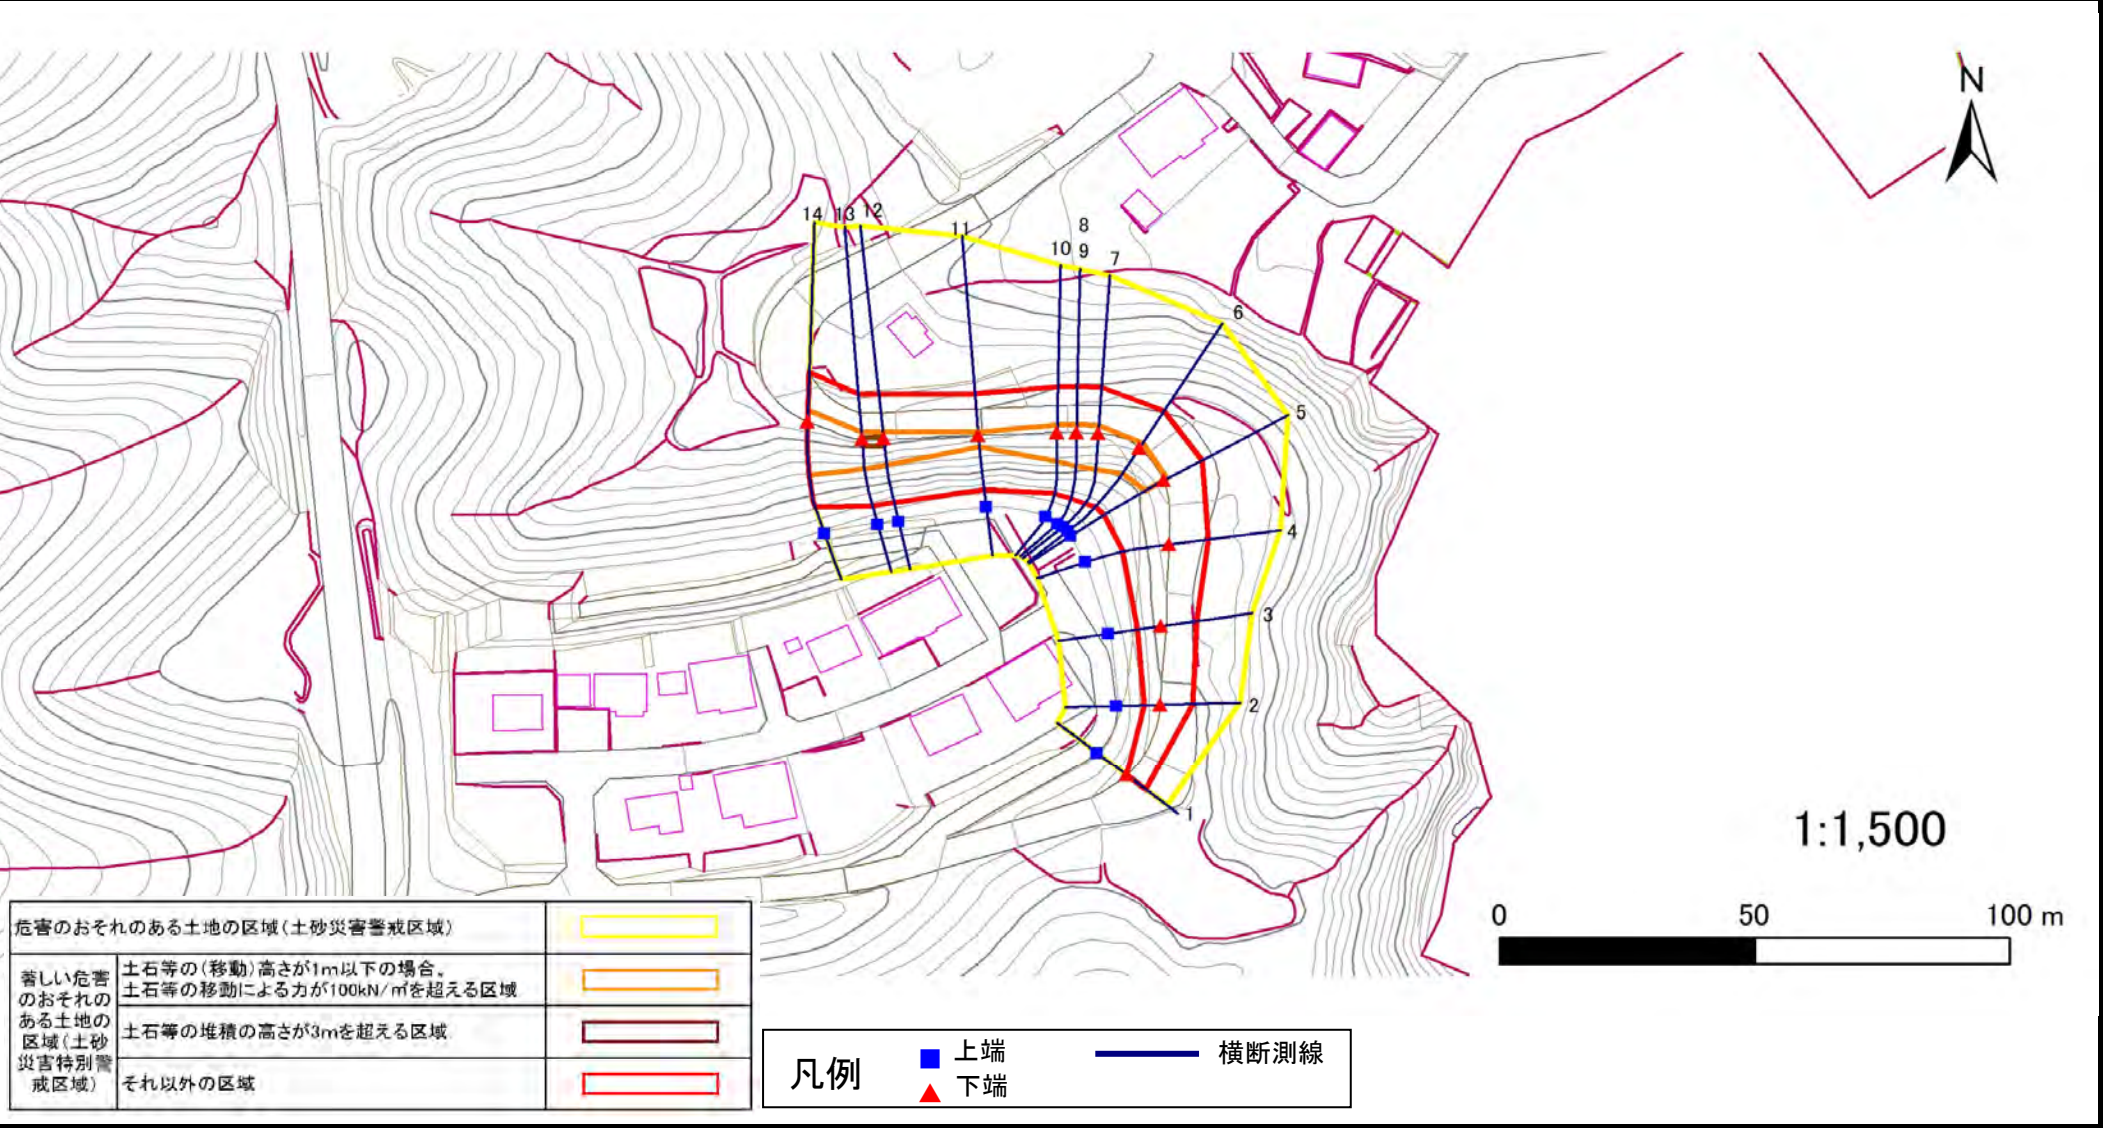 N
14 13 12
11
8
10 9 7
6
5
4
3
2
1
1:1,500
0 50 100 m
危害のおそれのある土地の区域(土砂災害警戒区域)
著しい危害
のおそれの
ある土地の
区域(土砂
災害特別警
戒区域)
土石等の(移動)高さが1m以下の場合、
土石等の移動による力が100kN/㎡を超える区域
土石等の堆積の高さが3mを超える区域
それ以外の区域
凡例
上端
下端
横断測線